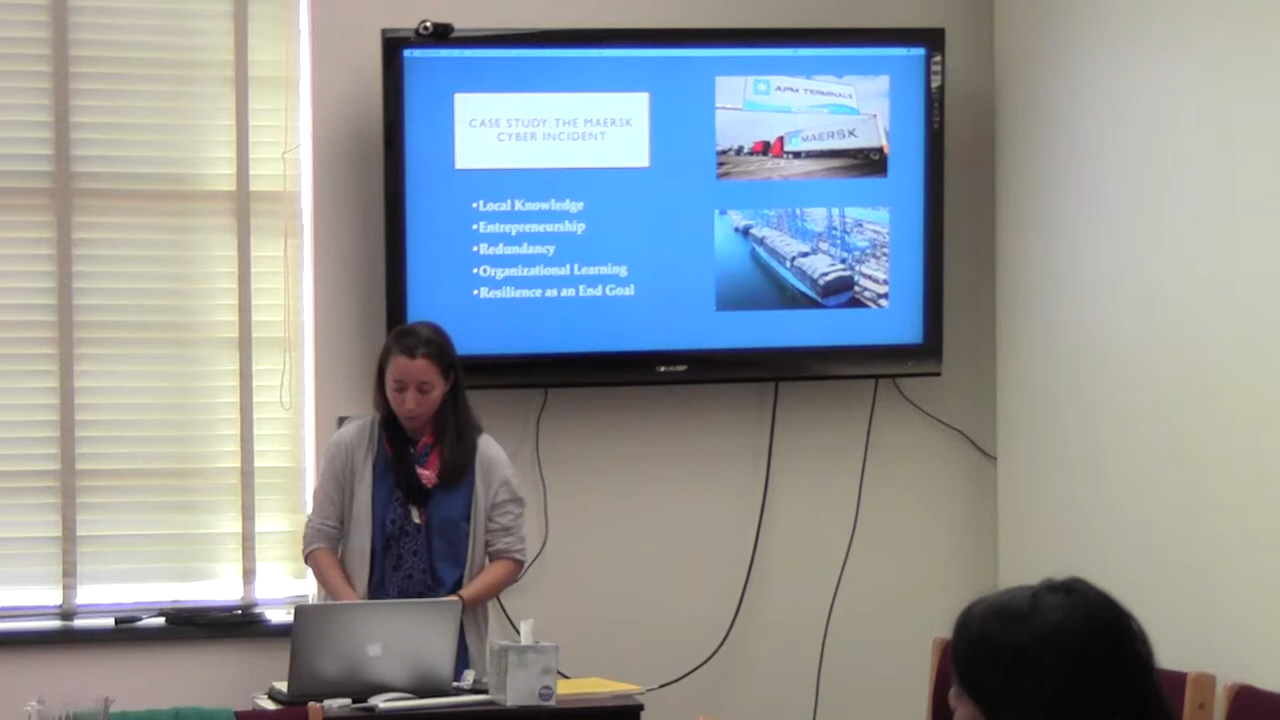 CASE STUDY: THE MAERSK
CYBER INCIDENT
•Local Knowledge
•Entrepreneurship
•Redundancy
•Organizational Learning
•Resilience as an End Goal
APM TERMINALS
MAERSK
SHARP